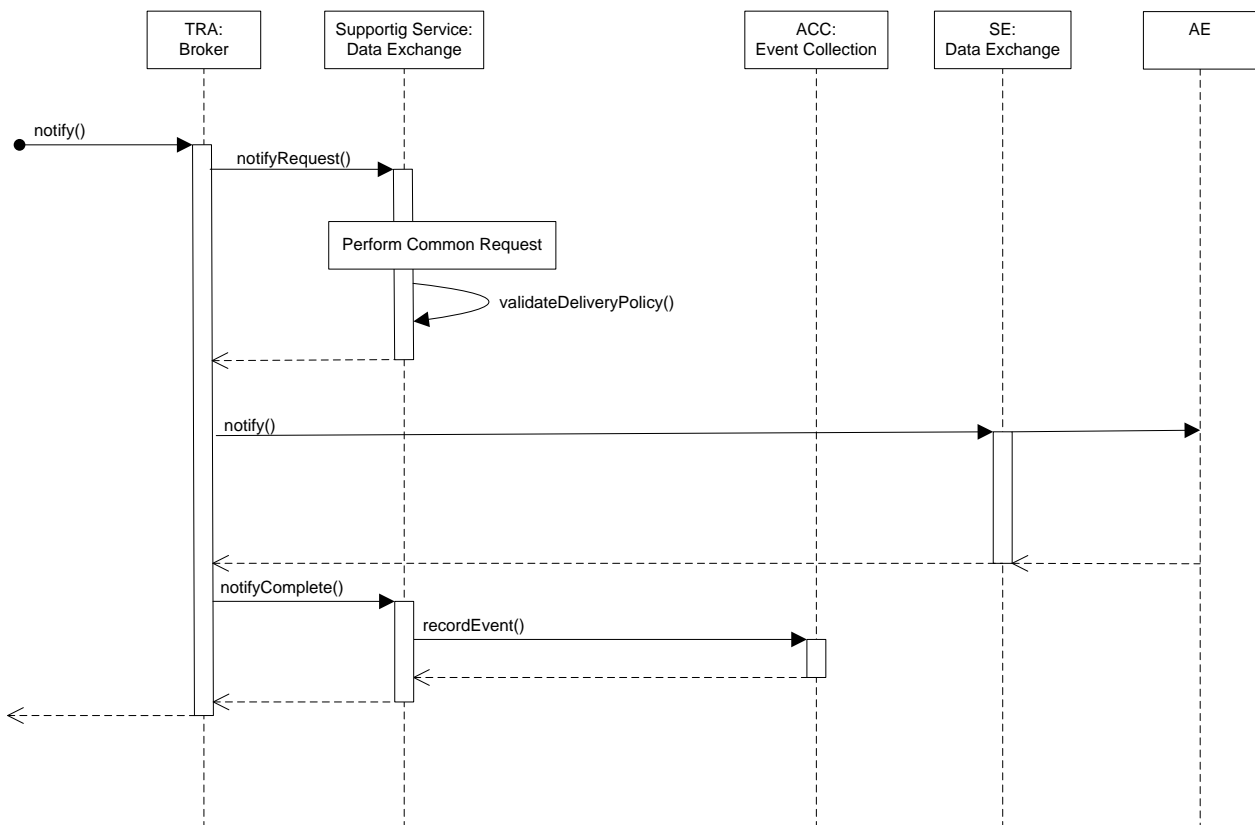 TRA:
Broker
Supportig Service:
Data Exchange
ACC:
Event Collection
SE:
Data Exchange
AE
notify()
notifyRequest()
Perform Common Request
validateDeliveryPolicy()
notify()
notifyComplete()
recordEvent()